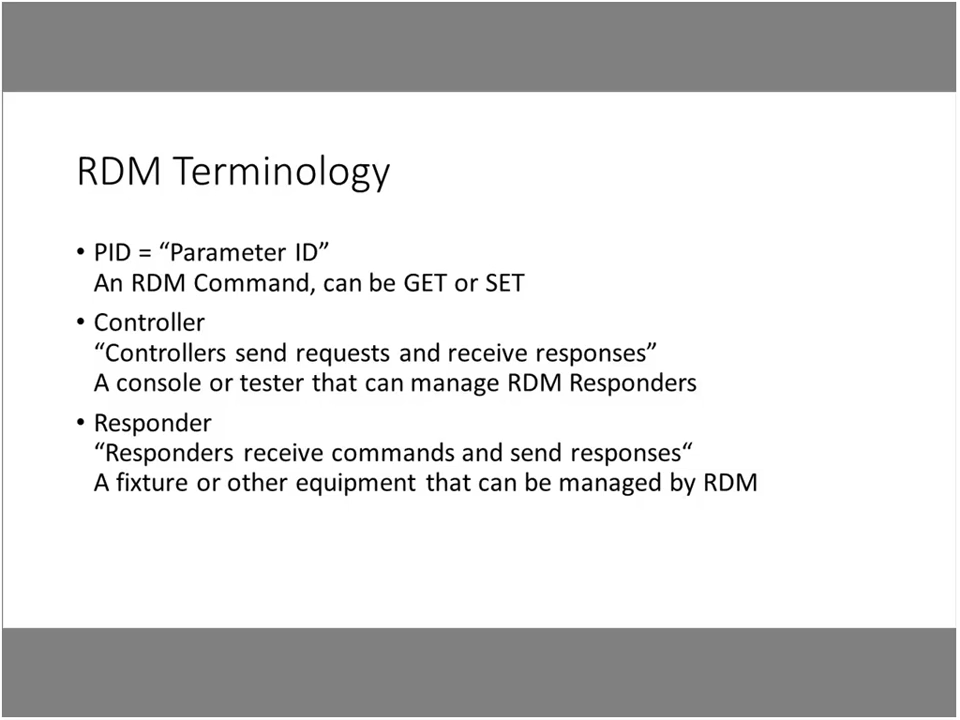 RDM Terminology
• PID = “Parameter ID”
An RDM Command, can be GET or SET
• Controller
“Controllers send requests and receive responses”
A console or tester that can manage RDM Responders
• Responder
“Responders receive commands and send responses“
A fixture or other equipment that can be managed by RDM